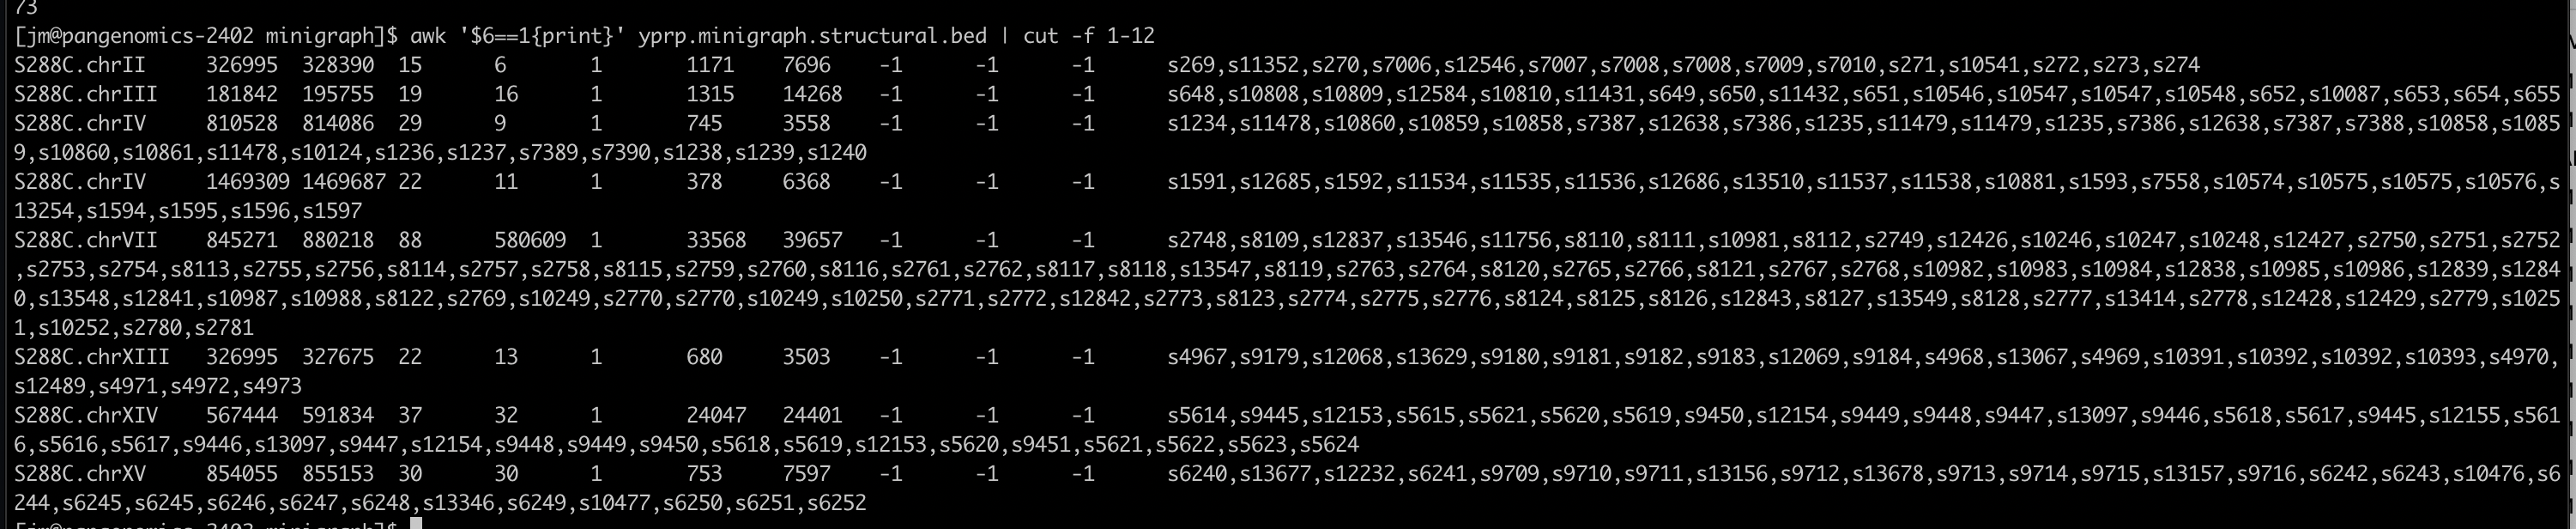 73
[jm@pangenomics-2402 minigraph]$ awk '$6==1{print}' yprp.minigraph.structural.bed | cut -f 1-12
S288C.chrII 326995 328390 15 6 1 1171 7696 -1 -1 -1 s269,s11352,s270,s7006,s12546,s7007,s7008,s7008,s7009,s7010,s271,s10541,s272,s273,s274
S288C.chrIII 181842 195755 19 16 1 1315 14268 -1 -1 -1 s648,s10808,s10809,s12584,s10810,s11431,s649,s650,s11432,s651,s10546,s10547,s10547,s10548,s652,s10087,s653,s654,s655
S288C.chrIV 810528 814086 29 9 1 745 3558 -1 -1 -1 s1234,s11478,s10860,s10859,s10858,s7387,s12638,s7386,s1235,s11479,s11479,s1235,s7386,s12638,s7387,s7388,s10858,s1085
9,s10860,s10861,s11478,s10124,s1236,s1237,s7389,s7390,s1238,s1239,s1240
S288C.chrIV 1469309 1469687 22 11 1 378 6368 -1 -1 -1 s1591,s12685,s1592,s11534,s11535,s11536,s12686,s13510,s11537,s11538,s10881,s1593,s7558,s10574,s10575,s10575,s10576,s
13254,s1594,s1595,s1596,s1597
S288C.chrVII 845271 880218 88 580609 1 33568 39657 -1 -1 -1 s2748,s8109,s12837,s13546,s11756,s8110,s8111,s10981,s8112,s2749,s12426,s10246,s10247,s10248,s12427,s2750,s2751,s2752
,s2753,s2754,s8113,s2755,s2756,s8114,s2757,s2758,s8115,s2759,s2760,s8116,s2761,s2762,s8117,s8118,s13547,s8119,s2763,s2764,s8120,s2765,s2766,s8121,s2767,s2768,s10982,s10983,s10984,s12838,s10985,s10986,s12839,s1284
0,s13548,s12841,s10987,s10988,s8122,s2769,s10249,s2770,s2770,s10249,s10250,s2771,s2772,s12842,s2773,s8123,s2774,s2775,s2776,s8124,s8125,s8126,s12843,s8127,s13549,s8128,s2777,s13414,s2778,s12428,s12429,s2779,s1025
1,s10252,s2780,s2781
S288C.chrXIII 326995 327675 22 13 1 680 3503 -1 -1 -1 s4967,s9179,s12068,s13629,s9180,s9181,s9182,s9183,s12069,s9184,s4968,s13067,s4969,s10391,s10392,s10392,s10393,s4970,
s12489,s4971,s4972,s4973
S288C.chrXIV 567444 591834 37 32 1 24047 24401 -1 -1 -1 s5614,s9445,s12153,s5615,s5621,s5620,s5619,s9450,s12154,s9449,s9448,s9447,s13097,s9446,s5618,s5617,s9445,s12155,s561
6,s5616,s5617,s9446,s13097,s9447,s12154,s9448,s9449,s9450,s5618,s5619,s12153,s5620,s9451,s5621,s5622,s5623,s5624
S288C.chrXV 854055 855153 30 30 1 753 7597 -1 -1 -1 s6240,s13677,s12232,s6241,s9709,s9710,s9711,s13156,s9712,s13678,s9713,s9714,s9715,s13157,s9716,s6242,s6243,s10476,s6
244,s6245,s6245,s6246,s6247,s6248,s13346,s6249,s10477,s6250,s6251,s6252
[jm@pangenomics-2402 minigraph]$